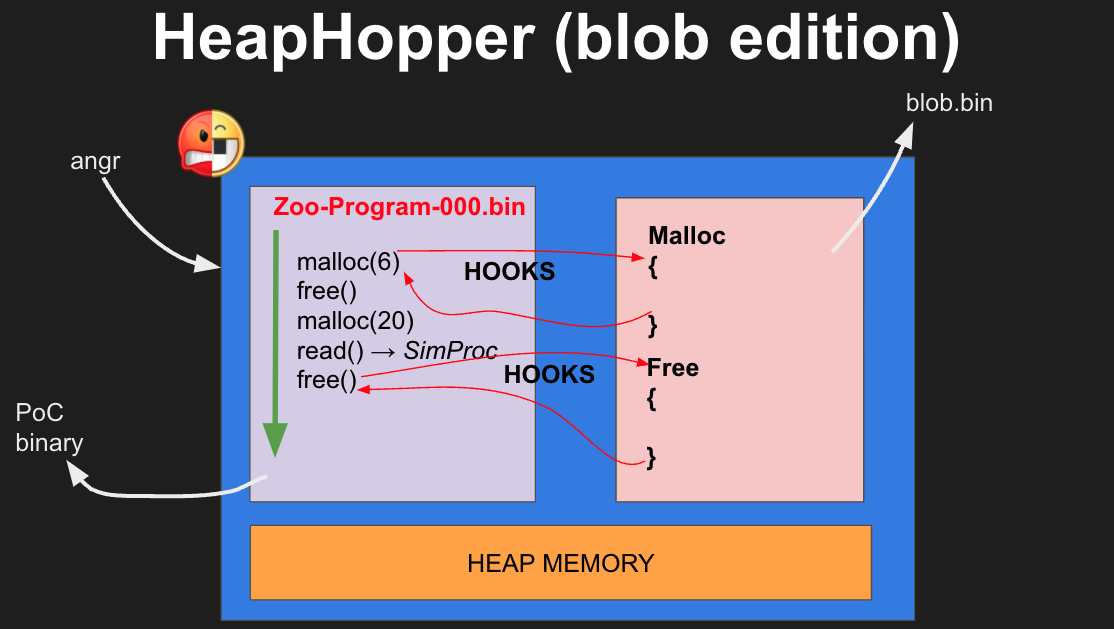 HeapHopper (blob edition)
blob.bin
angr
Zoo-Program-000.bin
malloc(6)
free()
malloc(20)
read() → SimProc
free()
HOOKS
HOOKS
Malloc
{
}
Free
{
}
PoC
binary
HEAP MEMORY